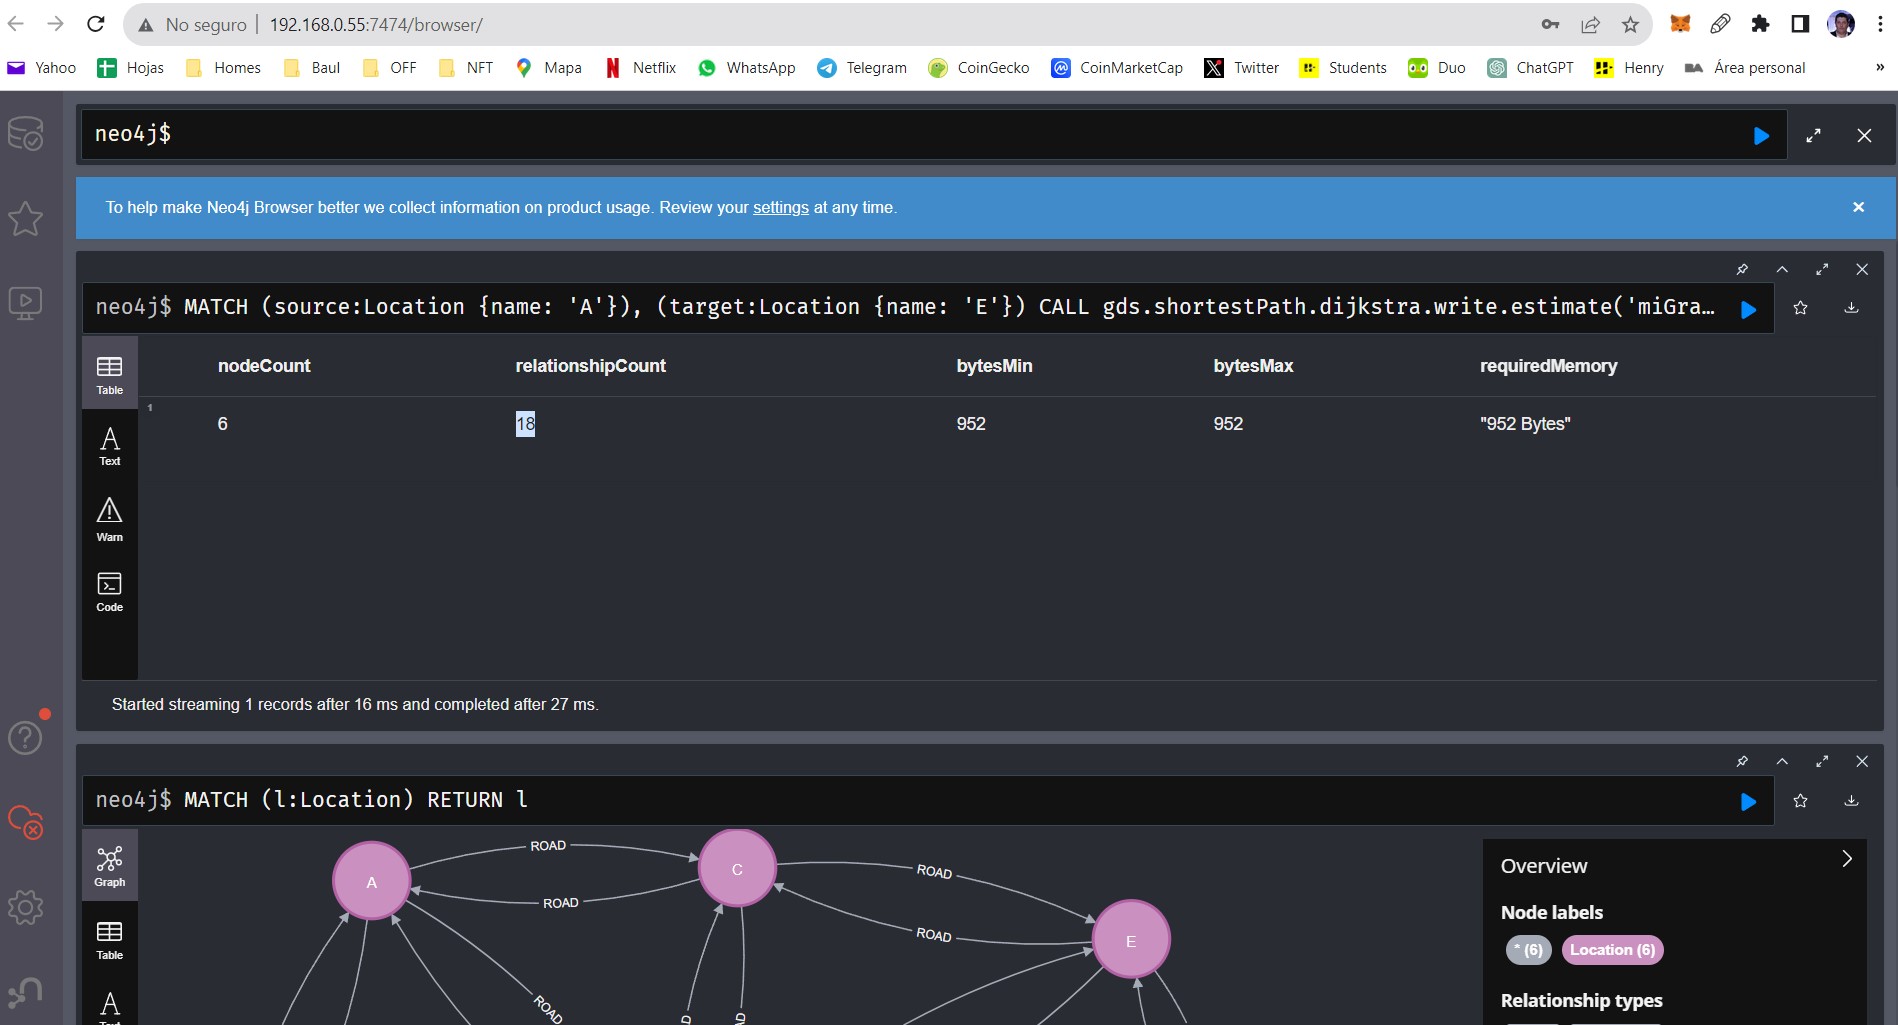 No seguro | 192.168.0.55:7474/browser/
Yahoo Hojas Homes Baul OFF NFT Mapa Netflix WhatsApp Telegram CoinGecko CoinMarketCap Twitter Students Duo ChatGPT Henry Área personal »
neo4j$
To help make Neo4j Browser better we collect information on product usage. Review your settings at any time.
neo4j$ MATCH (source:Location {name: 'A'}), (target:Location {name: 'E'}) CALL gds.shortestPath.dijkstra.write.estimate('miGra…
Table
Text
Warn
Code
nodeCount relationshipCount bytesMin bytesMax requiredMemory
1
6 18 952 952 "952 Bytes"
Started streaming 1 records after 16 ms and completed after 27 ms.
neo4j$ MATCH (l:Location) RETURN l
Graph
Table
A
C
E
ROAD
ROAD
ROAD
ROAD
ROAD
Overview
Node labels
* (6) Location (6)
Relationship types